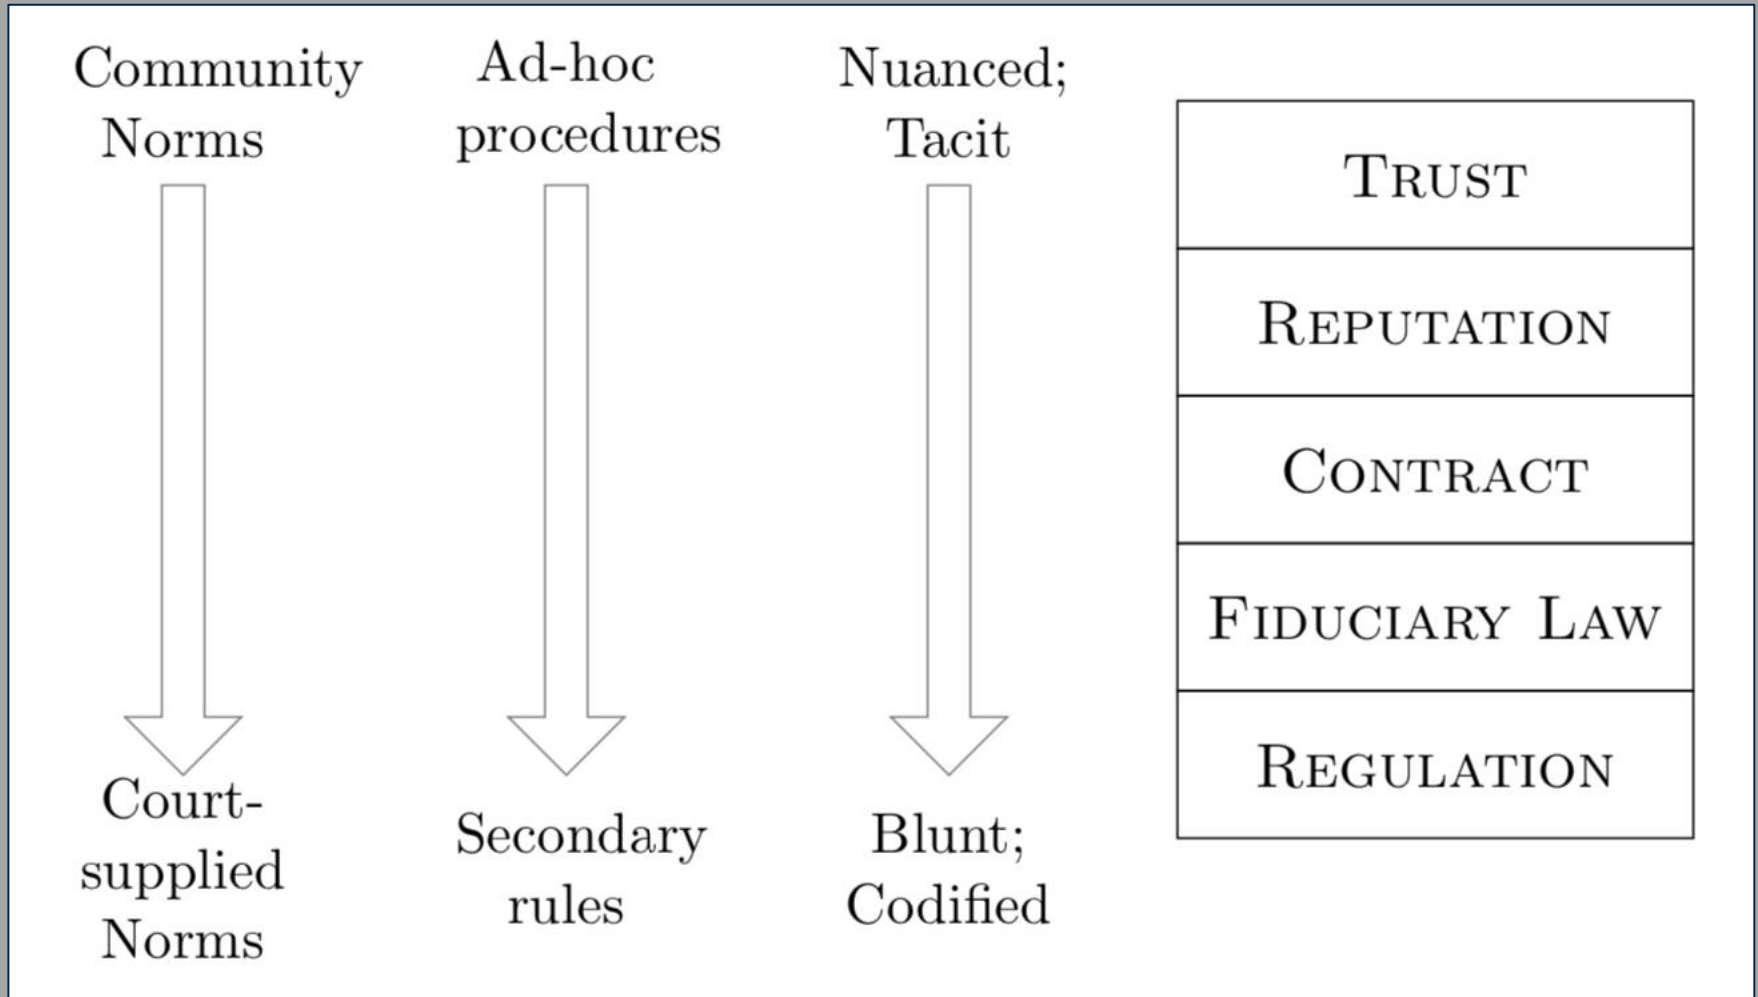 Community
Norms
Court-
supplied
Norms
Ad-hoc
procedures
Secondary
rules
Nuanced;
Tacit
Blunt;
Codified
TRUST
REPUTATION
CONTRACT
FIDUCIARY LAW
REGULATION